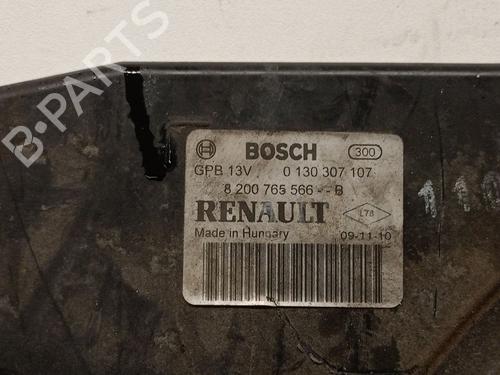 B-PARTS
BOSCH 300
GPB 13V 0 130 307 107
8 200 765 566 - - B
RENAULT L78
Made in Hungary 09-11-10